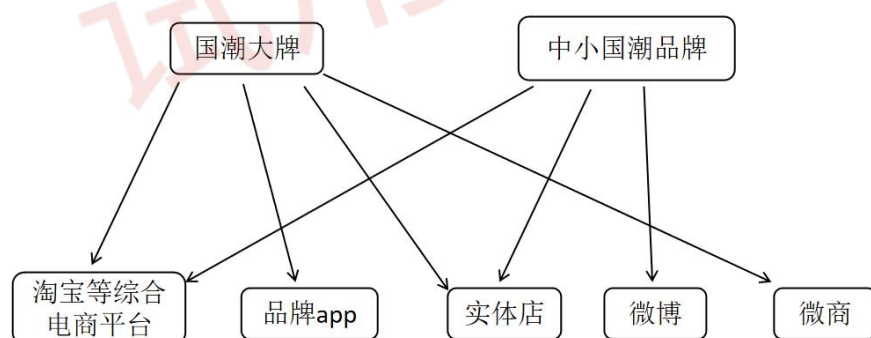 国潮大牌
中小国潮品牌
淘宝等综合
电商平台
品牌app
实体店
微博
微商